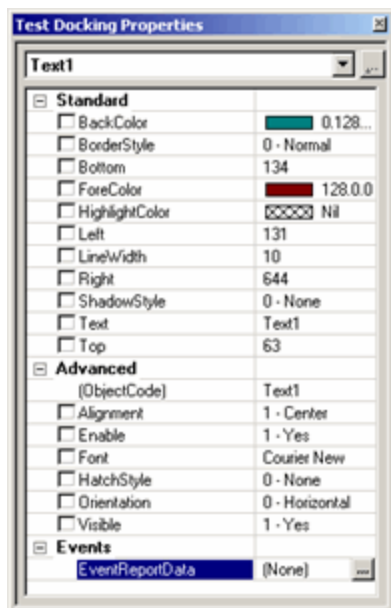 Test Docking Properties
Text1
Standard
BackColor 0.128...
BorderStyle 0 - Normal
Bottom 134
ForeColor 128.0.0
HighlightColor Nil
Left 131
LineWidth 10
Right 644
ShadowStyle 0 - None
Text Text1
Top 63
Advanced
(ObjectCode) Text1
Alignment 1 - Center
Enable 1 - Yes
Font Courier New
HatchStyle 0 - None
Orientation 0 - Horizontal
Visible 1 - Yes
Events
EventReportData (None) ...